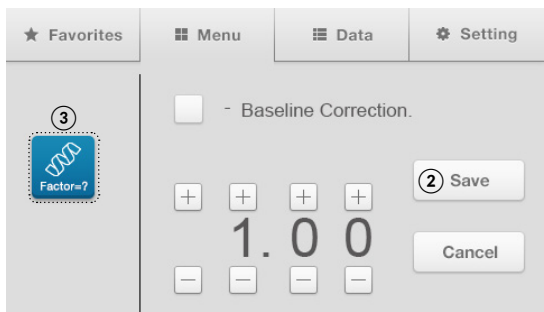 ★ Favorites
Menu
Data
Setting
③
Factor=?
- Baseline Correction.
+ + + +
1.00
− − − −
② Save
Cancel